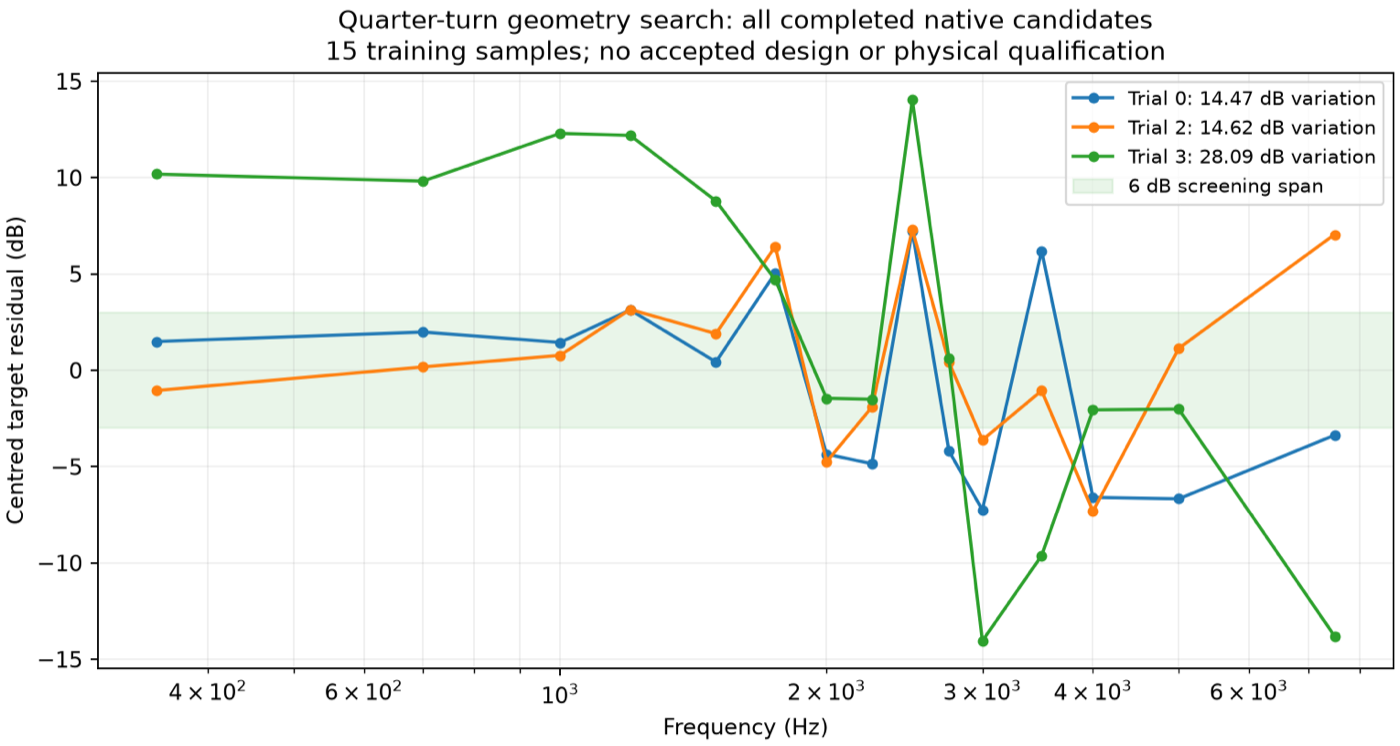 Quarter-turn geometry search: all completed native candidates
15 training samples; no accepted design or physical qualification
Trial 0: 14.47 dB variation
Trial 2: 14.62 dB variation
Trial 3: 28.09 dB variation
6 dB screening span
Centred target residual (dB)
15
10
5
0
−5
−10
−15
4 × 10²
6 × 10²
10³
2 × 10³
3 × 10³
4 × 10³
6 × 10³
Frequency (Hz)